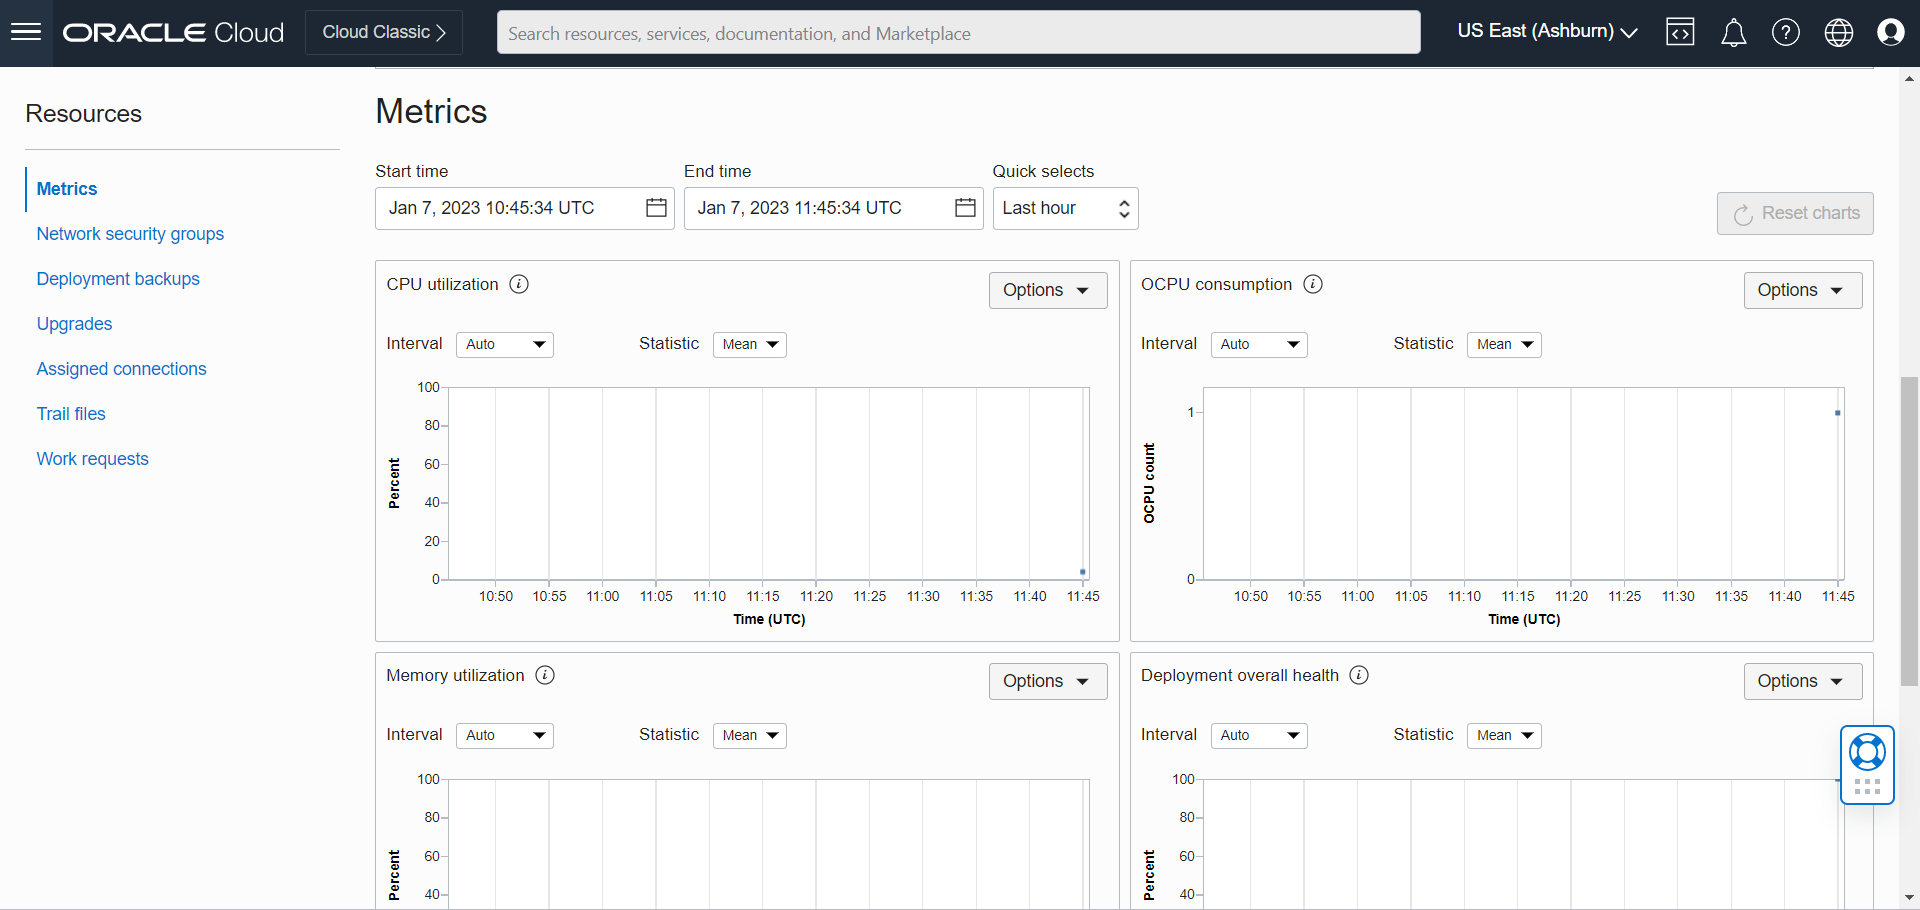 ORACLE Cloud
Cloud Classic
Search resources, services, documentation, and Marketplace
US East (Ashburn)
Resources
Metrics
Network security groups
Deployment backups
Upgrades
Assigned connections
Trail files
Work requests
Metrics
Start time
End time
Quick selects
Jan 7, 2023 10:45:34 UTC
Jan 7, 2023 11:45:34 UTC
Last hour
Reset charts
CPU utilization
Options
Interval
Auto
Statistic
Mean
100
80
60
40
20
0
Percent
10:50 10:55 11:00 11:05 11:10 11:15 11:20 11:25 11:30 11:35 11:40 11:45
Time (UTC)
OCPU consumption
Options
Interval
Auto
Statistic
Mean
1
0
OCPU count
10:50 10:55 11:00 11:05 11:10 11:15 11:20 11:25 11:30 11:35 11:40 11:45
Time (UTC)
Memory utilization
Options
Interval
Auto
Statistic
Mean
100
80
60
40
Percent
Deployment overall health
Options
Interval
Auto
Statistic
Mean
100
80
60
40
Percent